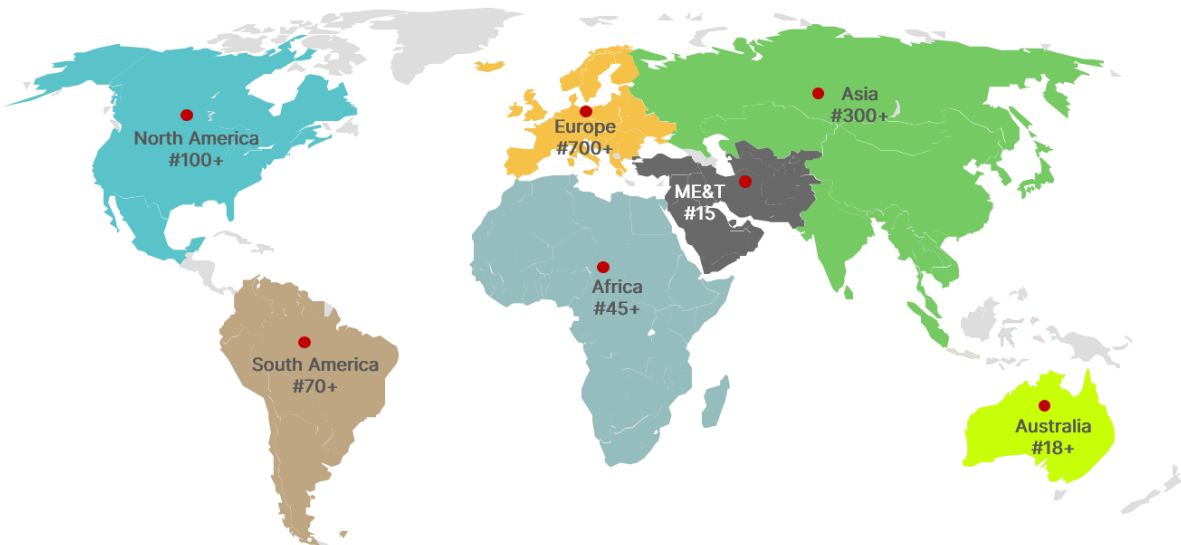 North America
#100+
Europe
#700+
Asia
#300+
ME&T
#15
Africa
#45+
South America
#70+
Australia
#18+